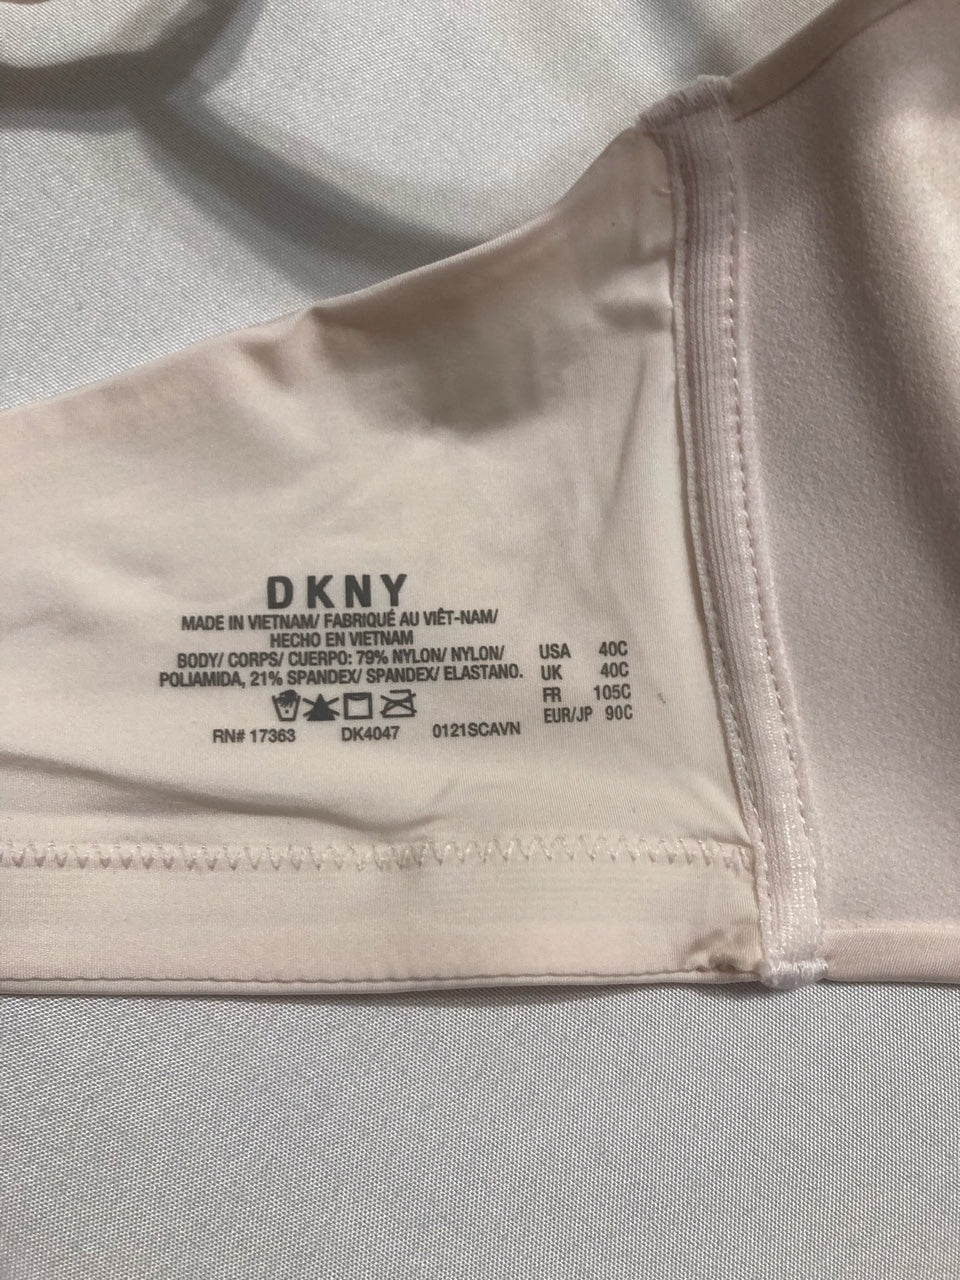 DKNY
MADE IN VIETNAM/ FABRIQUÉ AU VIÊT-NAM/
HECHO EN VIETNAM
BODY/ CORPS/ CUERPO: 79% NYLON/ NYLON/
POLIAMIDA, 21% SPANDEX/ SPANDEX/ ELASTANO.
RN# 17363 DK4047 0121SCAVN
USA 40C
UK 40C
FR 105C
EUR/JP 90C